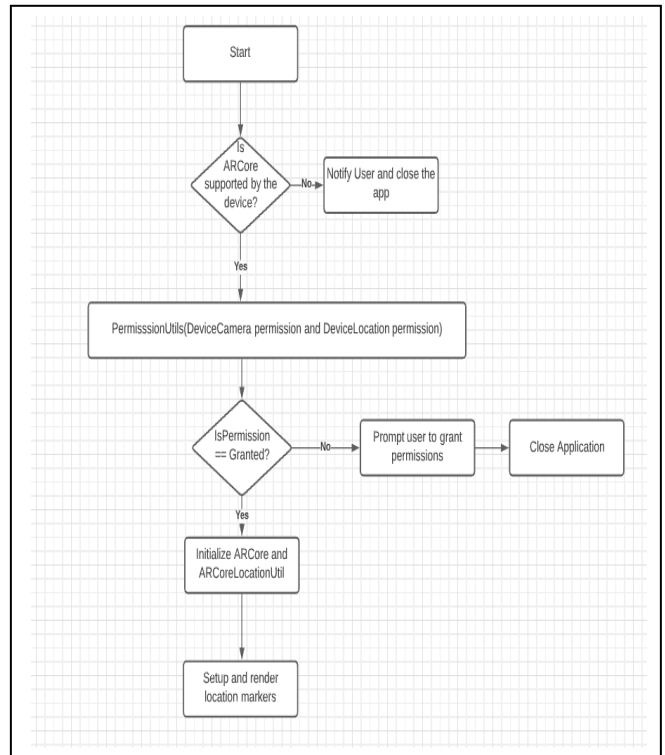 Start
Is
ARCore
supported by the
device?
No
Notify User and close the
app
Yes
PermisssionUtils(DeviceCamera permission and DeviceLocation permission)
IsPermission
== Granted?
No
Prompt user to grant
permissions
Close Application
Yes
Initialize ARCore and
ARCoreLocationUtil
Setup and render
location markers